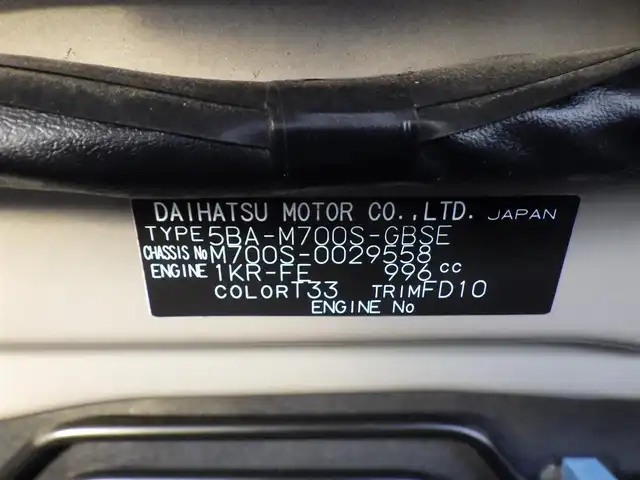 DAIHATSU MOTOR CO.,LTD. JAPAN
TYPE 5BA-M700S-GBSE
CHASSIS No M700S-0029558
ENGINE 1KR-FE 996 cc
COLOR T33 TRIM FD10
ENGINE No